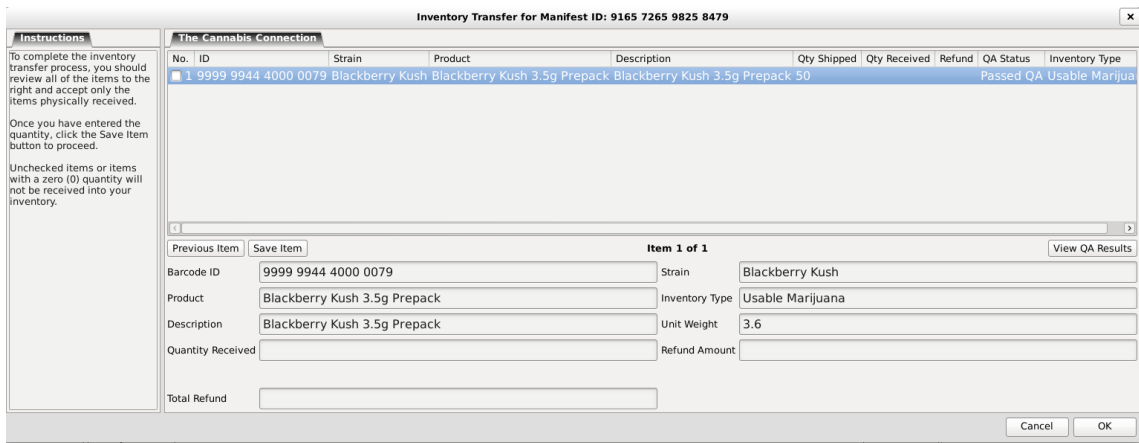 Inventory Transfer for Manifest ID: 9165 7265 9825 8479
Instructions
To complete the inventory
transfer process, you should
review all of the items to the
right and accept only the
items physically received.
Once you have entered the
quantity, click the Save Item
button to proceed.
Unchecked items or items
with a zero (0) quantity will
not be received into your
inventory.
The Cannabis Connection
No. ID Strain Product Description Qty Shipped Qty Received Refund QA Status Inventory Type
1 9999 9944 4000 0079 Blackberry Kush Blackberry Kush 3.5g Prepack Blackberry Kush 3.5g Prepack 50 Passed QA Usable Marijua
Previous Item Save Item Item 1 of 1 View QA Results
Barcode ID 9999 9944 4000 0079 Strain Blackberry Kush
Product Blackberry Kush 3.5g Prepack Inventory Type Usable Marijuana
Description Blackberry Kush 3.5g Prepack Unit Weight 3.6
Quantity Received Refund Amount
Total Refund
Cancel OK